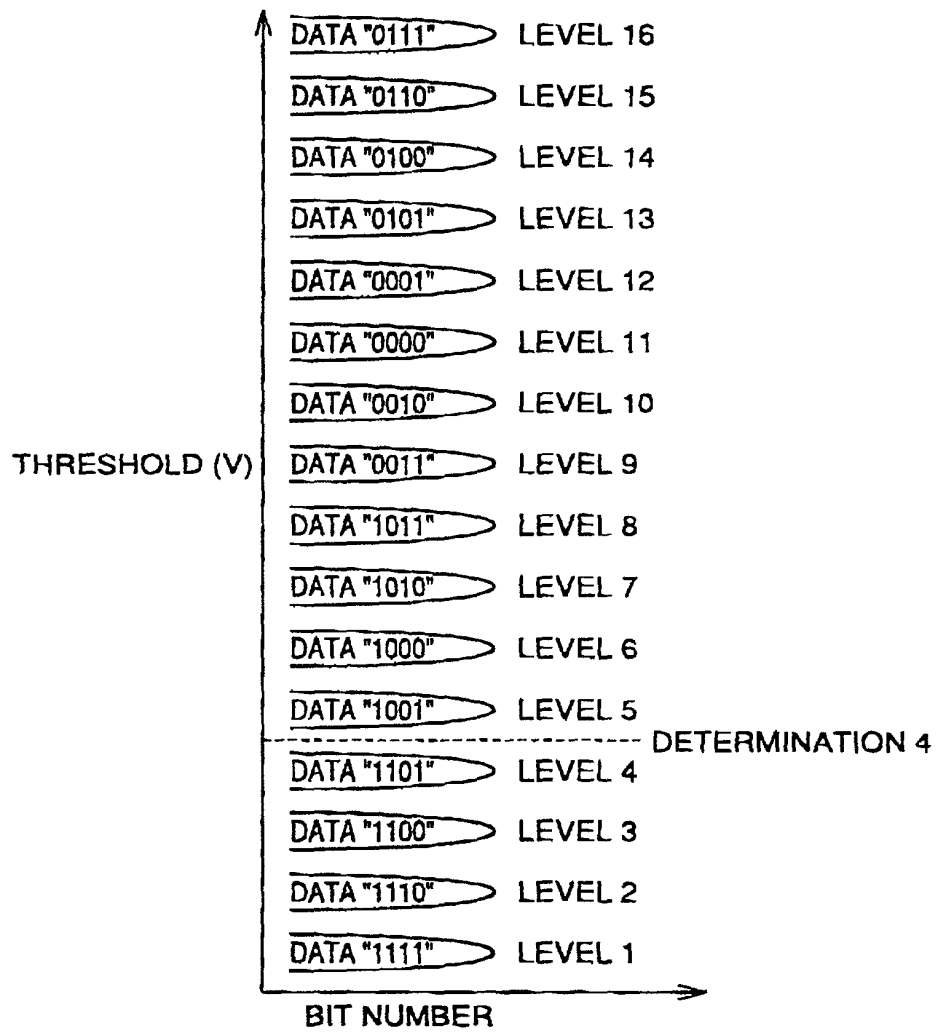 DATA "0111" LEVEL 16
DATA "0110" LEVEL 15
DATA "0100" LEVEL 14
DATA "0101" LEVEL 13
DATA "0001" LEVEL 12
DATA "0000" LEVEL 11
DATA "0010" LEVEL 10
THRESHOLD (V) DATA "0011" LEVEL 9
DATA "1011" LEVEL 8
DATA "1010" LEVEL 7
DATA "1000" LEVEL 6
DATA "1001" LEVEL 5
DETERMINATION 4
DATA "1101" LEVEL 4
DATA "1100" LEVEL 3
DATA "1110" LEVEL 2
DATA "1111" LEVEL 1
BIT NUMBER